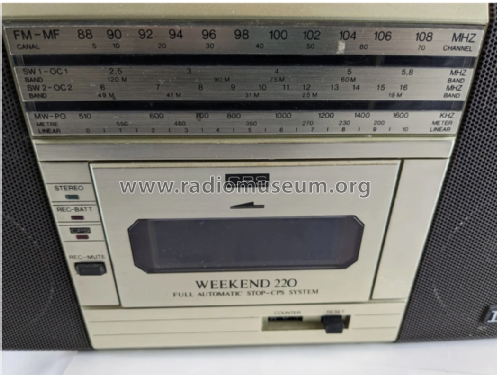 FM-MF 88 90 92 94 96 98 100 102 104 106 108 MHZ
CANAL 5 10 20 30 40 50 60 70 CHANNEL
SW1-OC1 2,5 3 4 5 5,8 MHZ
BAND 120 M 90 M 75 M 60 M BAND
SW2-OC2 6 7 8 9 10 11 12 13 14 15 16 MHZ
BAND 49 M 41 M 31 M 25 M 19 M BAND
MW-PO 510 600 800 1000 1200 1400 1600 KHZ
METRE 270 230 200 METER
LINEAR 0 1 2 3 4 5 6 7 8 9 10 LINEAR
STEREO
REC-BATT
CPS
REC-MUTE
www.radiomuseum.org
WEEKEND 220
FULL AUTOMATIC STOP-CPS SYSTEM
COUNTER RESET